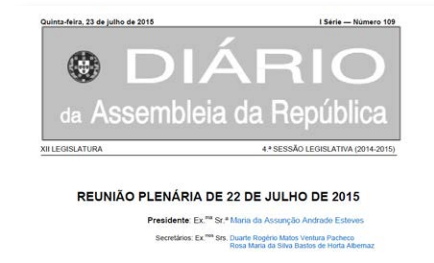 Quinta-feira, 23 de julho de 2015 I Série — Número 109
DIÁRIO
da Assembleia da República
XII LEGISLATURA 4.ª SESSÃO LEGISLATIVA (2014-2015)
REUNIÃO PLENÁRIA DE 22 DE JULHO DE 2015
Presidente: Ex.ma Sr.ª Maria da Assunção Andrade Esteves
Secretários: Ex.mos Srs. Duarte Rogério Matos Ventura Pacheco
Rosa Maria da Silva Bastos de Horta Albernaz